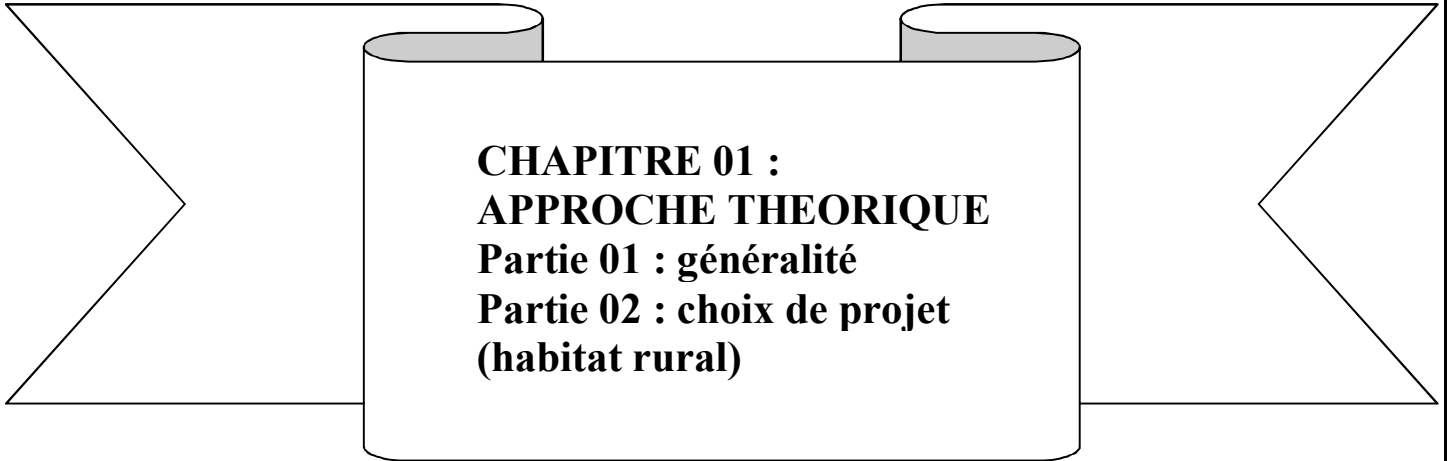 CHAPITRE 01 :
APPROCHE THEORIQUE
Partie 01 : généralité
Partie 02 : choix de projet
(habitat rural)